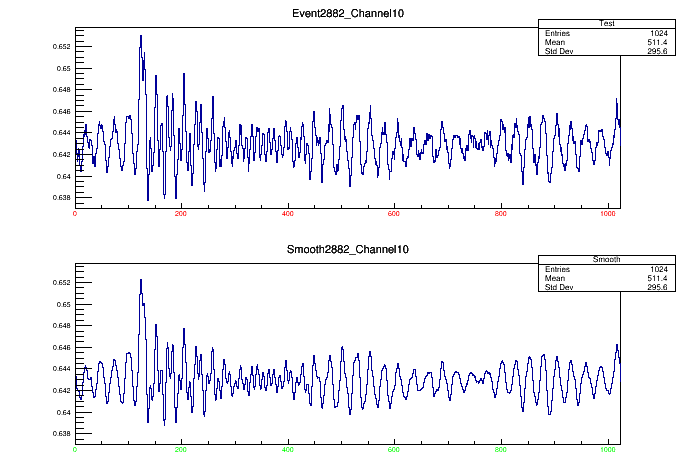 Event2882_Channel10
Test
Entries 1024
Mean 511.4
Std Dev 295.6
0.652
0.65
0.648
0.646
0.644
0.642
0.64
0.638
0 200 400 600 800 1000
Smooth2882_Channel10
Smooth
Entries 1024
Mean 511.4
Std Dev 295.6
0.652
0.65
0.648
0.646
0.644
0.642
0.64
0.638
0 200 400 600 800 1000